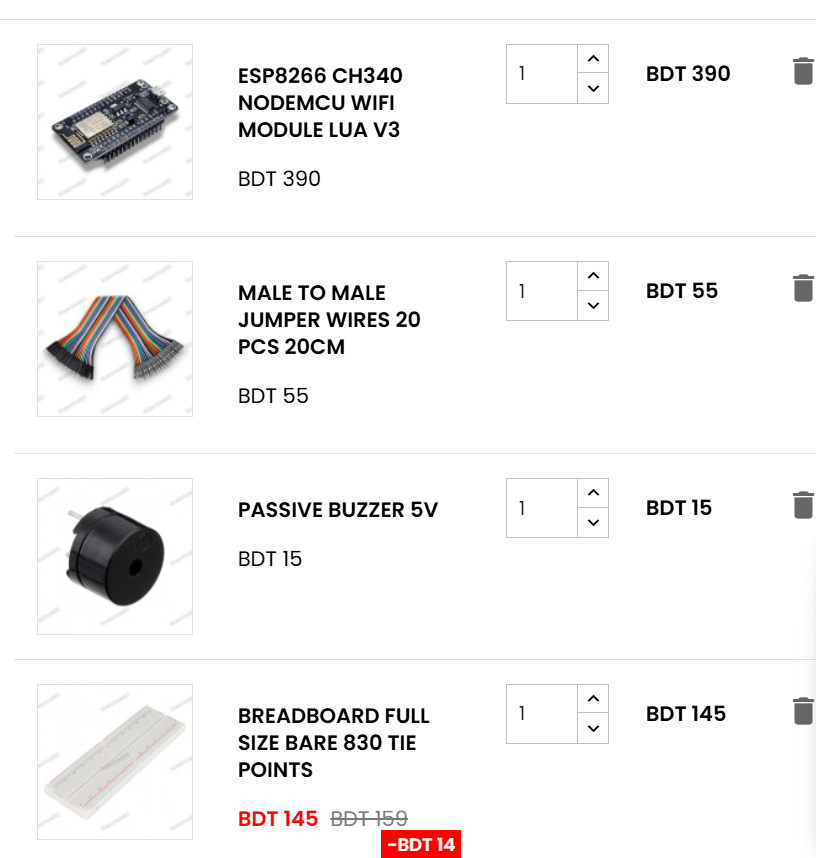 ESP8266 CH340
NODEMCU WIFI
MODULE LUA V3
BDT 390
1
BDT 390
MALE TO MALE
JUMPER WIRES 20
PCS 20CM
BDT 55
1
BDT 55
PASSIVE BUZZER 5V
BDT 15
1
BDT 15
BREADBOARD FULL
SIZE BARE 830 TIE
POINTS
BDT 145 BDT 159
-BDT 14
1
BDT 145